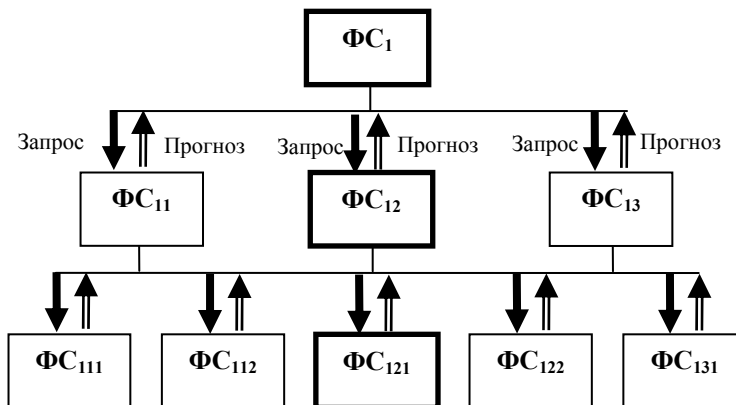 ФС₁
Запрос Прогноз Запрос Прогноз Запрос Прогноз
ФС₁₁ ФС₁₂ ФС₁₃
ФС₁₁₁ ФС₁₁₂ ФС₁₂₁ ФС₁₂₂ ФС₁₃₁